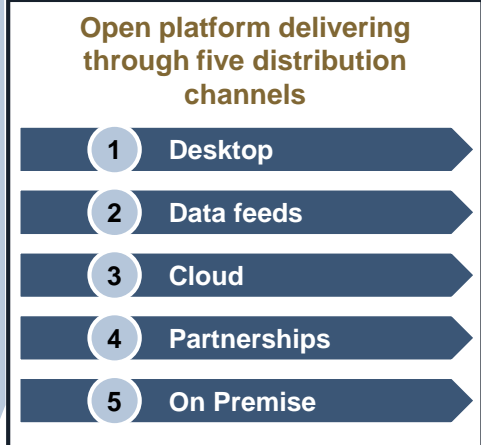 Open platform delivering
through five distribution
channels
1 Desktop
2 Data feeds
3 Cloud
4 Partnerships
5 On Premise